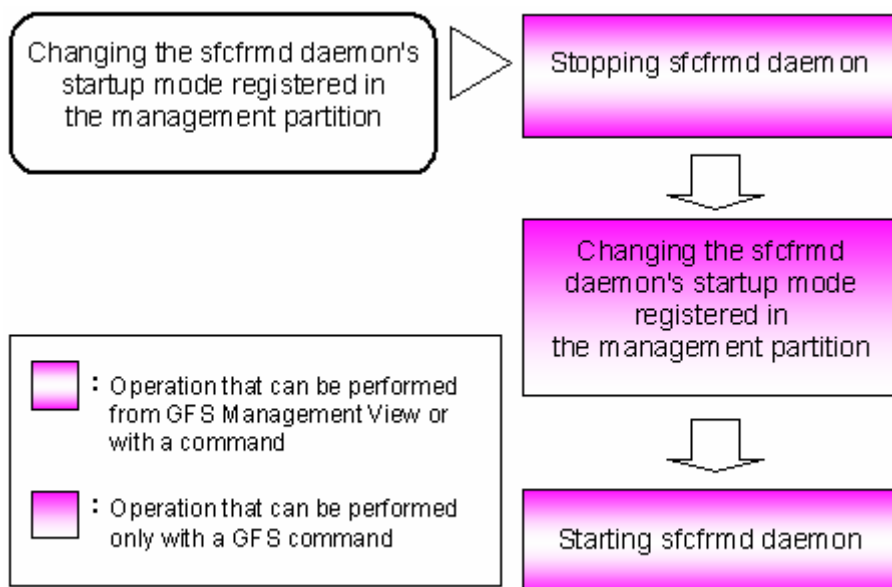 Changing the sfcfrmd daemon's
startup mode registered in
the management partition
Stopping sfcfrmd daemon
Changing the sfcfrmd
daemon's startup mode
registered in
the management partition
Starting sfcfrmd daemon
: Operation that can be performed
from GFS Management View or
with a command
: Operation that can be performed
only with a GFS command